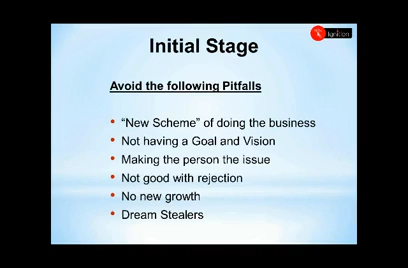 Ignition
Initial Stage
Avoid the following Pitfalls
• “New Scheme” of doing the business
• Not having a Goal and Vision
• Making the person the issue
• Not good with rejection
• No new growth
• Dream Stealers